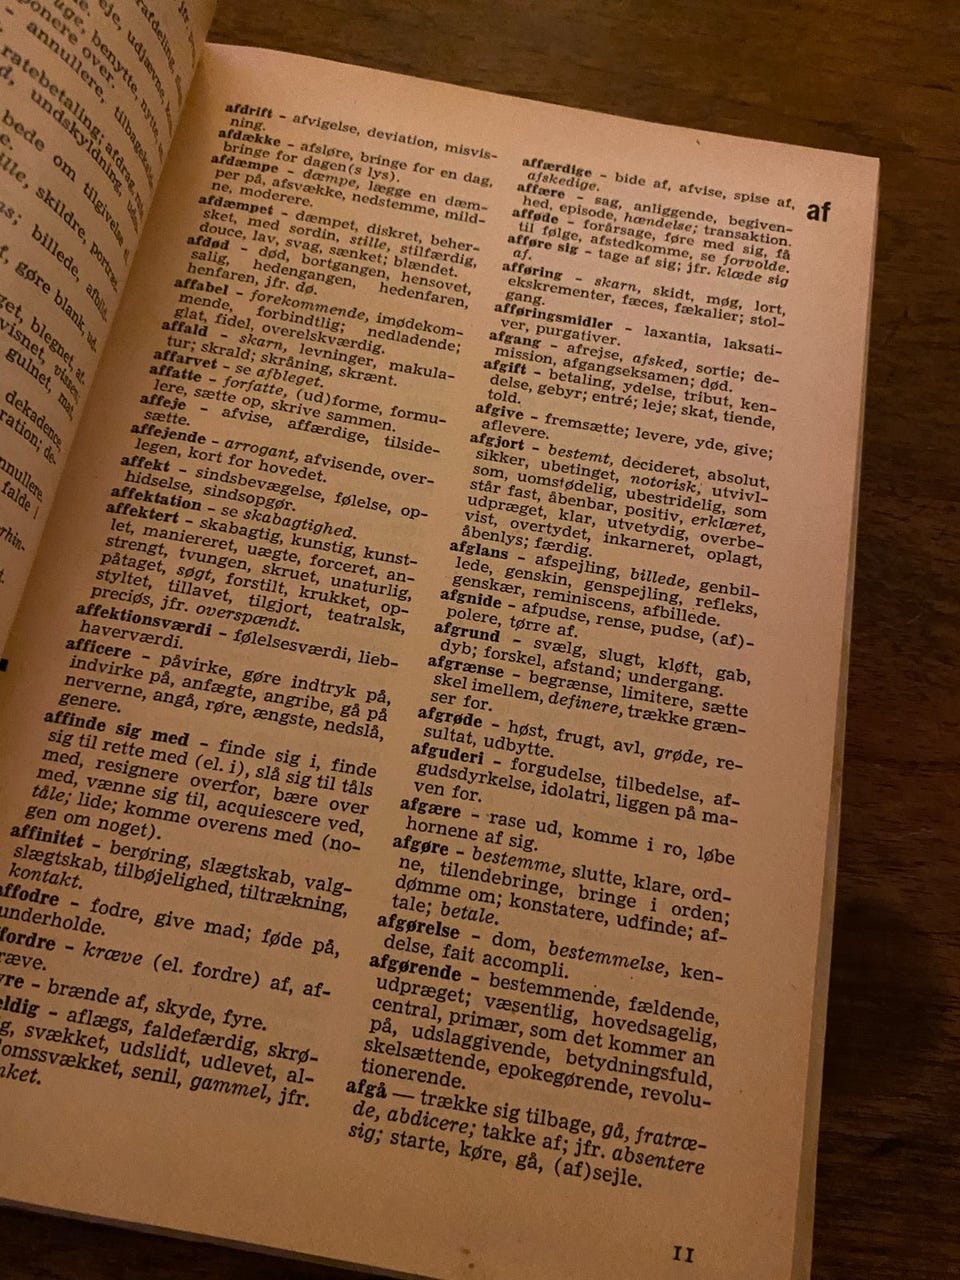 afdrift – afvigelse, deviation, misvis-
ning.
afdække – afsløre, bringe for en dag,
bringe for dagen(s lys).
afdæmpe – dæmpe, lægge en dæm-
per på, afsvække, nedstemme, mild-
ne, moderere.
afdæmpet – dæmpet, diskret, beher-
sket, med sordin, stille, stilfærdig,
douce, lav, svag, sænket; blændet.
afdød – død, bortgangen, hensovet,
salig, hedengangen, hedenfaren,
henfaren, jfr. dø.
affabel – forekommende, imødekom-
mende, forbindtlig; nedladende;
glat, fidel, overelskværdig.
affald – skarn, levninger, makula-
tur; skrald; skråning, skrænt.
affarvet – se afbleget.
affatte – forfatte, (ud)forme, formu-
lere, sætte op, skrive sammen.
affeje – afvise, affærdige, tilside-
sætte.
affejende – arrogant, afvisende, over-
legen, kort for hovedet.
affekt – sindsbevægelse, følelse, op-
hidselse, sindsopgør.
affektation – se skabagtighed.
affektert – skabagtig, kunstig, kunst-
let, manieret, uægte, forceret, an-
strengt, tvungen, skruet, unaturlig,
påtaget, søgt, forstilt, krukket, op-
styltet, tillavet, tilgjort, teatralsk,
preciøs, jfr. overspændt.
affektionsværdi – følelsesværdi, lieb-
haverværdi.
afficere – påvirke, gøre indtryk på,
indvirke på, anfægte, angribe, gå på
nerverne, angå, røre, ængste, nedslå,
genere.
affinde sig med – finde sig i, finde
sig til rette med (el. i), slå sig til tåls
med, resignere overfor, bære over
med, vænne sig til, acquiescere ved,
tåle; lide; komme overens med (no-
gen om noget).
affinitet – berøring, slægtskab, valg-
slægtskab, tilbøjelighed, tiltrækning,
kontakt.
affodre – fodre, give mad; føde på,
underholde.
fordre – kræve (el. fordre) af, af-
ræve.
yre – brænde af, skyde, fyre.
ældig – aflægs, faldefærdig, skrø-
g, svækket, udslidt, udlevet, al-
omssvækket, senil, gammel, jfr.
nket.
af
affærdige – bide af, afvise, spise af,
afskedige.
affære – sag, anliggende, begiven-
hed, episode, hændelse; transaktion.
afføde – forårsage, føre med sig, få
til følge, afstedkomme, se forvolde.
afføre sig – tage af sig; jfr. klæde sig
af.
afføring – skarn, skidt, møg, lort,
ekskrementer, fæces, fækalier; stol-
gang.
afføringsmidler – laxantia, laksati-
ver, purgativer.
afgang – afrejse, afsked, sortie; de-
mission, afgangseksamen; død.
afgift – betaling, ydelse, tribut, ken-
delse, gebyr; entré; leje; skat, tiende,
told.
afgive – fremsætte; levere, yde, give;
aflevere.
afgjort – bestemt, decideret, absolut,
sikker, ubetinget, notorisk, utvivl-
som, uomstødelig, ubestridelig, som
står fast, åbenbar, positiv, erklæret,
udpræget, klar, utvetydig, overbe-
vist, overtydet, inkarneret, oplagt,
åbenlys; færdig.
afglans – afspejling, billede, genbil-
lede, genskin, genspejling, refleks,
genskær, reminiscens, afbillede.
afgnide – afpudse, rense, pudse, (af)-
polere, tørre af.
afgrund – svælg, slugt, kløft, gab,
dyb; forskel, afstand; undergang.
afgrænse – begrænse, limitere, sætte
skel imellem, definere, trække græn-
ser for.
afgrøde – høst, frugt, avl, grøde, re-
sultat, udbytte.
afguderi – forgudelse, tilbedelse, af-
gudsdyrkelse, idolatri, liggen på ma-
ven for.
afgære – rase ud, komme i ro, løbe
hornene af sig.
afgøre – bestemme, slutte, klare, ord-
ne, tilendebringe, bringe i orden;
dømme om; konstatere, udfinde; af-
tale; betale.
afgørelse – dom, bestemmelse, ken-
delse, fait accompli.
afgørende – bestemmende, fældende,
udpræget; væsentlig, hovedsagelig,
central, primær, som det kommer an
på, udslaggivende, betydningsfuld,
skelsættende, epokegørende, revolu-
tionerende.
afgå — trække sig tilbage, gå, fratræ-
de, abdicere; takke af; jfr. absentere
sig; starte, køre, gå, (af)sejle.
11